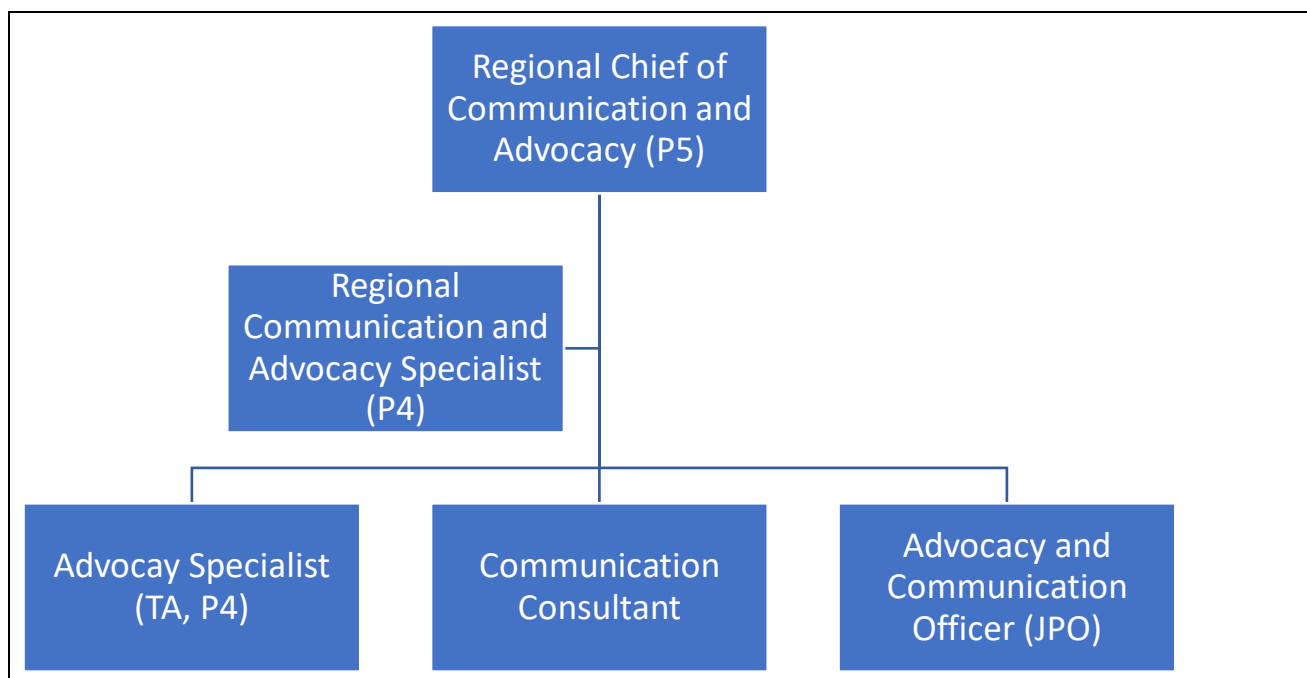 Regional Chief of
Communication and
Advocacy (P5)
Regional
Communication and
Advocacy Specialist
(P4)
Advocay Specialist
(TA, P4)
Communication
Consultant
Advocacy and
Communication
Officer (JPO)